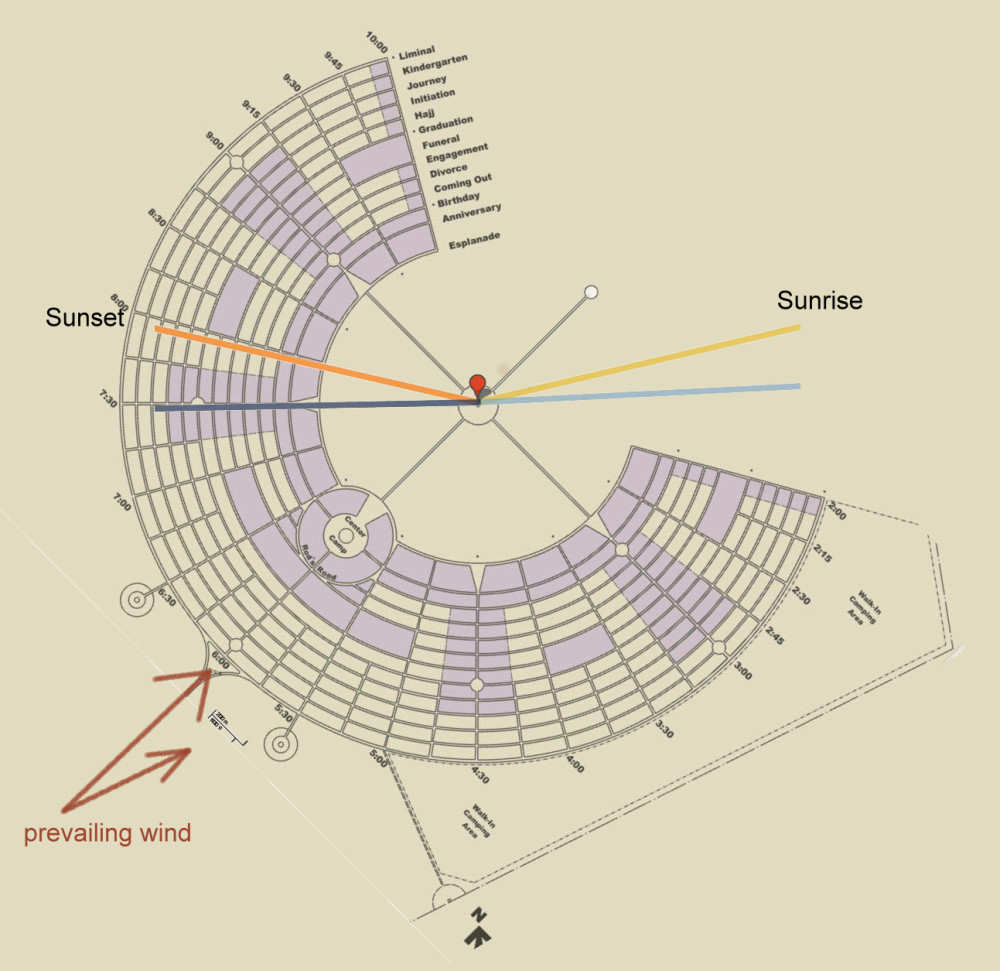 10:00
9:45
9:30
9:15
9:00
8:30
8:00
7:30
7:00
6:30
6:00
5:30
5:00
4:30
4:00
3:30
3:00
2:45
2:30
2:15
2:00
Liminal
Kindergarten
Journey
Initiation
Hajj
Graduation
Funeral
Engagement
Divorce
Coming Out
Birthday
Anniversary
Esplanade
Sunset
Sunrise
Center
Camp
Rod's Road
Walk-In
Camping
Area
Walk-In
Camping
Area
prevailing wind
N